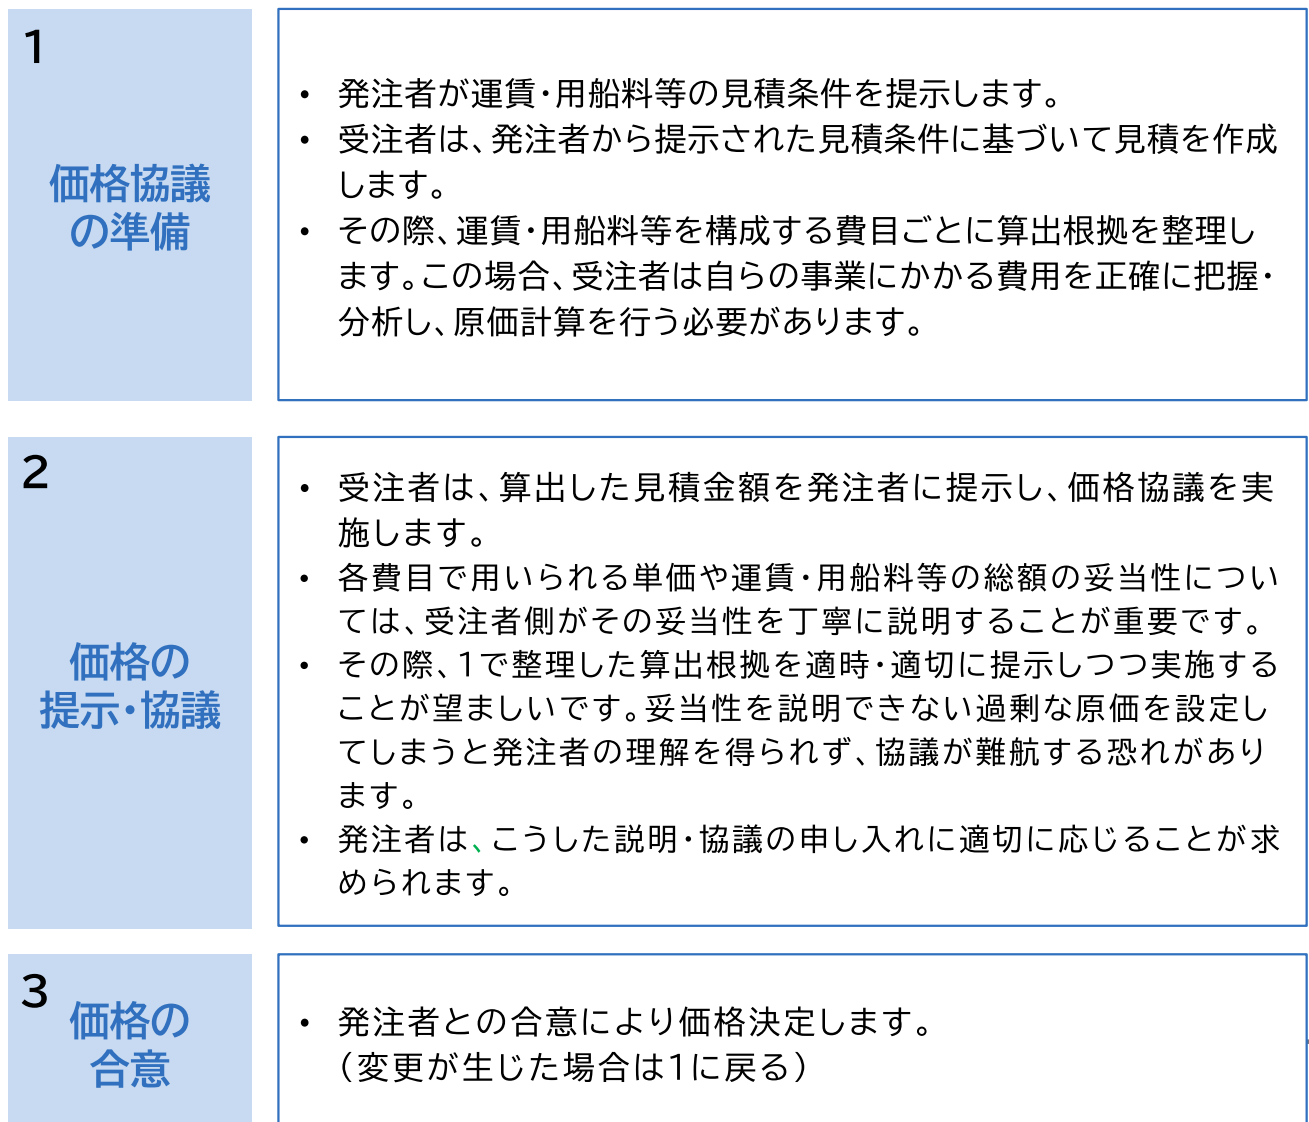 1
価格協議
の準備
• 発注者が運賃・用船料等の見積条件を提示します。
• 受注者は、発注者から提示された見積条件に基づいて見積を作成
します。
• その際、運賃・用船料等を構成する費目ごとに算出根拠を整理し
ます。この場合、受注者は自らの事業にかかる費用を正確に把握・
分析し、原価計算を行う必要があります。
2
価格の
提示・協議
• 受注者は、算出した見積金額を発注者に提示し、価格協議を実
施します。
• 各費目で用いられる単価や運賃・用船料等の総額の妥当性につい
ては、受注者側がその妥当性を丁寧に説明することが重要です。
• その際、1で整理した算出根拠を適時・適切に提示しつつ実施する
ことが望ましいです。妥当性を説明できない過剰な原価を設定し
てしまうと発注者の理解を得られず、協議が難航する恐れがあり
ます。
• 発注者は、こうした説明・協議の申し入れに適切に応じることが求
められます。
3
価格の
合意
• 発注者との合意により価格決定します。
（変更が生じた場合は1に戻る）